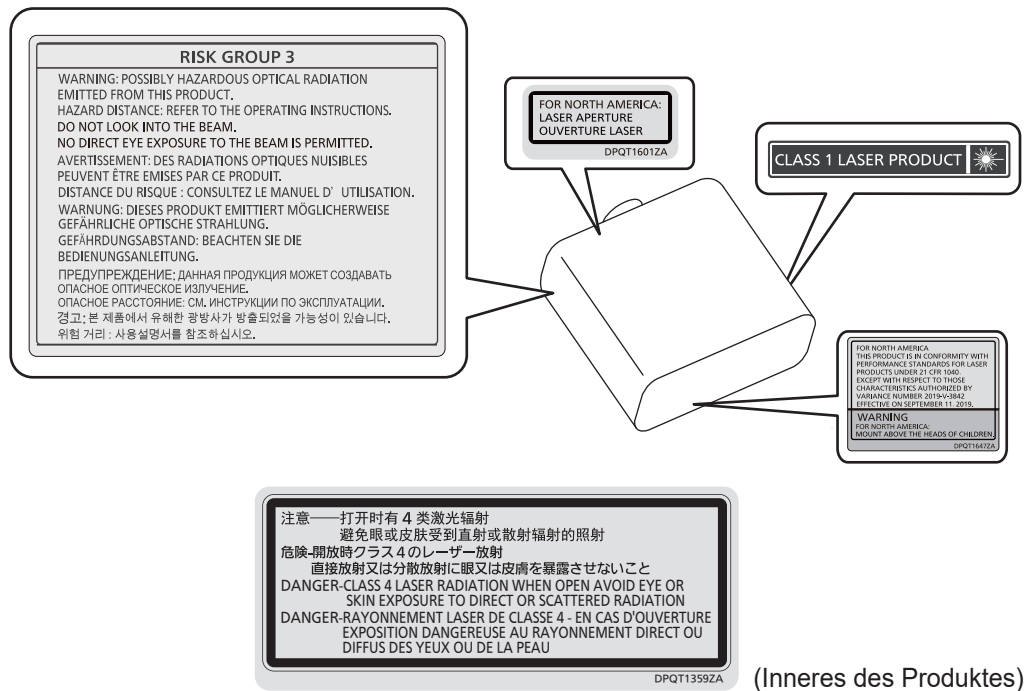 RISK GROUP 3
WARNING: POSSIBLY HAZARDOUS OPTICAL RADIATION
EMITTED FROM THIS PRODUCT.
HAZARD DISTANCE: REFER TO THE OPERATING INSTRUCTIONS.
DO NOT LOOK INTO THE BEAM.
NO DIRECT EYE EXPOSURE TO THE BEAM IS PERMITTED.
AVERTISSEMENT: DES RADIATIONS OPTIQUES NUISIBLES
PEUVENT ÊTRE EMISES PAR CE PRODUIT.
DISTANCE DU RISQUE : CONSULTEZ LE MANUEL D' UTILISATION.
WARNUNG: DIESES PRODUKT EMITTIERT MÖGLICHERWEISE
GEFÄHRLICHE OPTISCHE STRAHLUNG.
GEFÄHRDUNGSABSTAND: BEACHTEN SIE DIE
BEDIENUNGSANLEITUNG.
ПРЕДУПРЕЖДЕНИЕ: ДАННАЯ ПРОДУКЦИЯ МОЖЕТ СОЗДАВАТЬ
ОПАСНОЕ ОПТИЧЕСКОЕ ИЗЛУЧЕНИЕ.
ОПАСНОЕ РАССТОЯНИЕ: СМ. ИНСТРУКЦИИ ПО ЭКСПЛУАТАЦИИ.
경고: 본 제품에서 유해한 광방사가 방출되었을 가능성이 있습니다.
위험 거리 : 사용설명서를 참조하십시오.
FOR NORTH AMERICA:
LASER APERTURE
OUVERTURE LASER
DPQT1601ZA
CLASS 1 LASER PRODUCT
FOR NORTH AMERICA
THIS PRODUCT IS IN CONFORMITY WITH
PERFORMANCE STANDARDS FOR LASER
PRODUCTS UNDER 21 CFR 1040.
EXCEPT WITH RESPECT TO THOSE
CHARACTERISTICS AUTHORIZED BY
VARIANCE NUMBER 2019-V-3842
EFFECTIVE ON SEPTEMBER 11. 2019.
WARNING
FOR NORTH AMERICA:
MOUNT ABOVE THE HEADS OF CHILDREN.
DPQT1647ZA
注意——打开时有 4 类激光辐射
避免眼或皮肤受到直射或散射辐射的照射
危険-開放時クラス4のレーザー放射
直接放射又は分散放射に眼又は皮膚を暴露させないこと
DANGER-CLASS 4 LASER RADIATION WHEN OPEN AVOID EYE OR
SKIN EXPOSURE TO DIRECT OR SCATTERED RADIATION
DANGER-RAYONNEMENT LASER DE CLASSE 4 - EN CAS D'OUVERTURE
EXPOSITION DANGEREUSE AU RAYONNEMENT DIRECT OU
DIFFUS DES YEUX OU DE LA PEAU
DPQT1359ZA
(Inneres des Produktes)